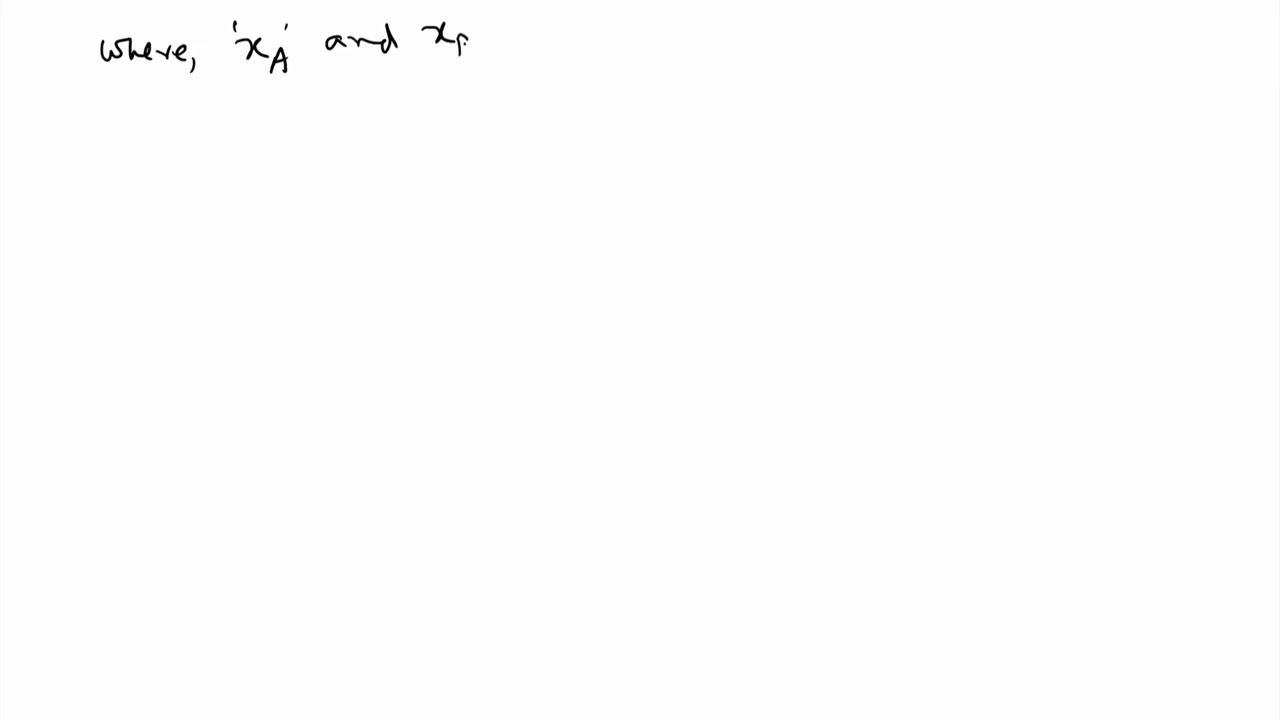 where, 'x_A' and x